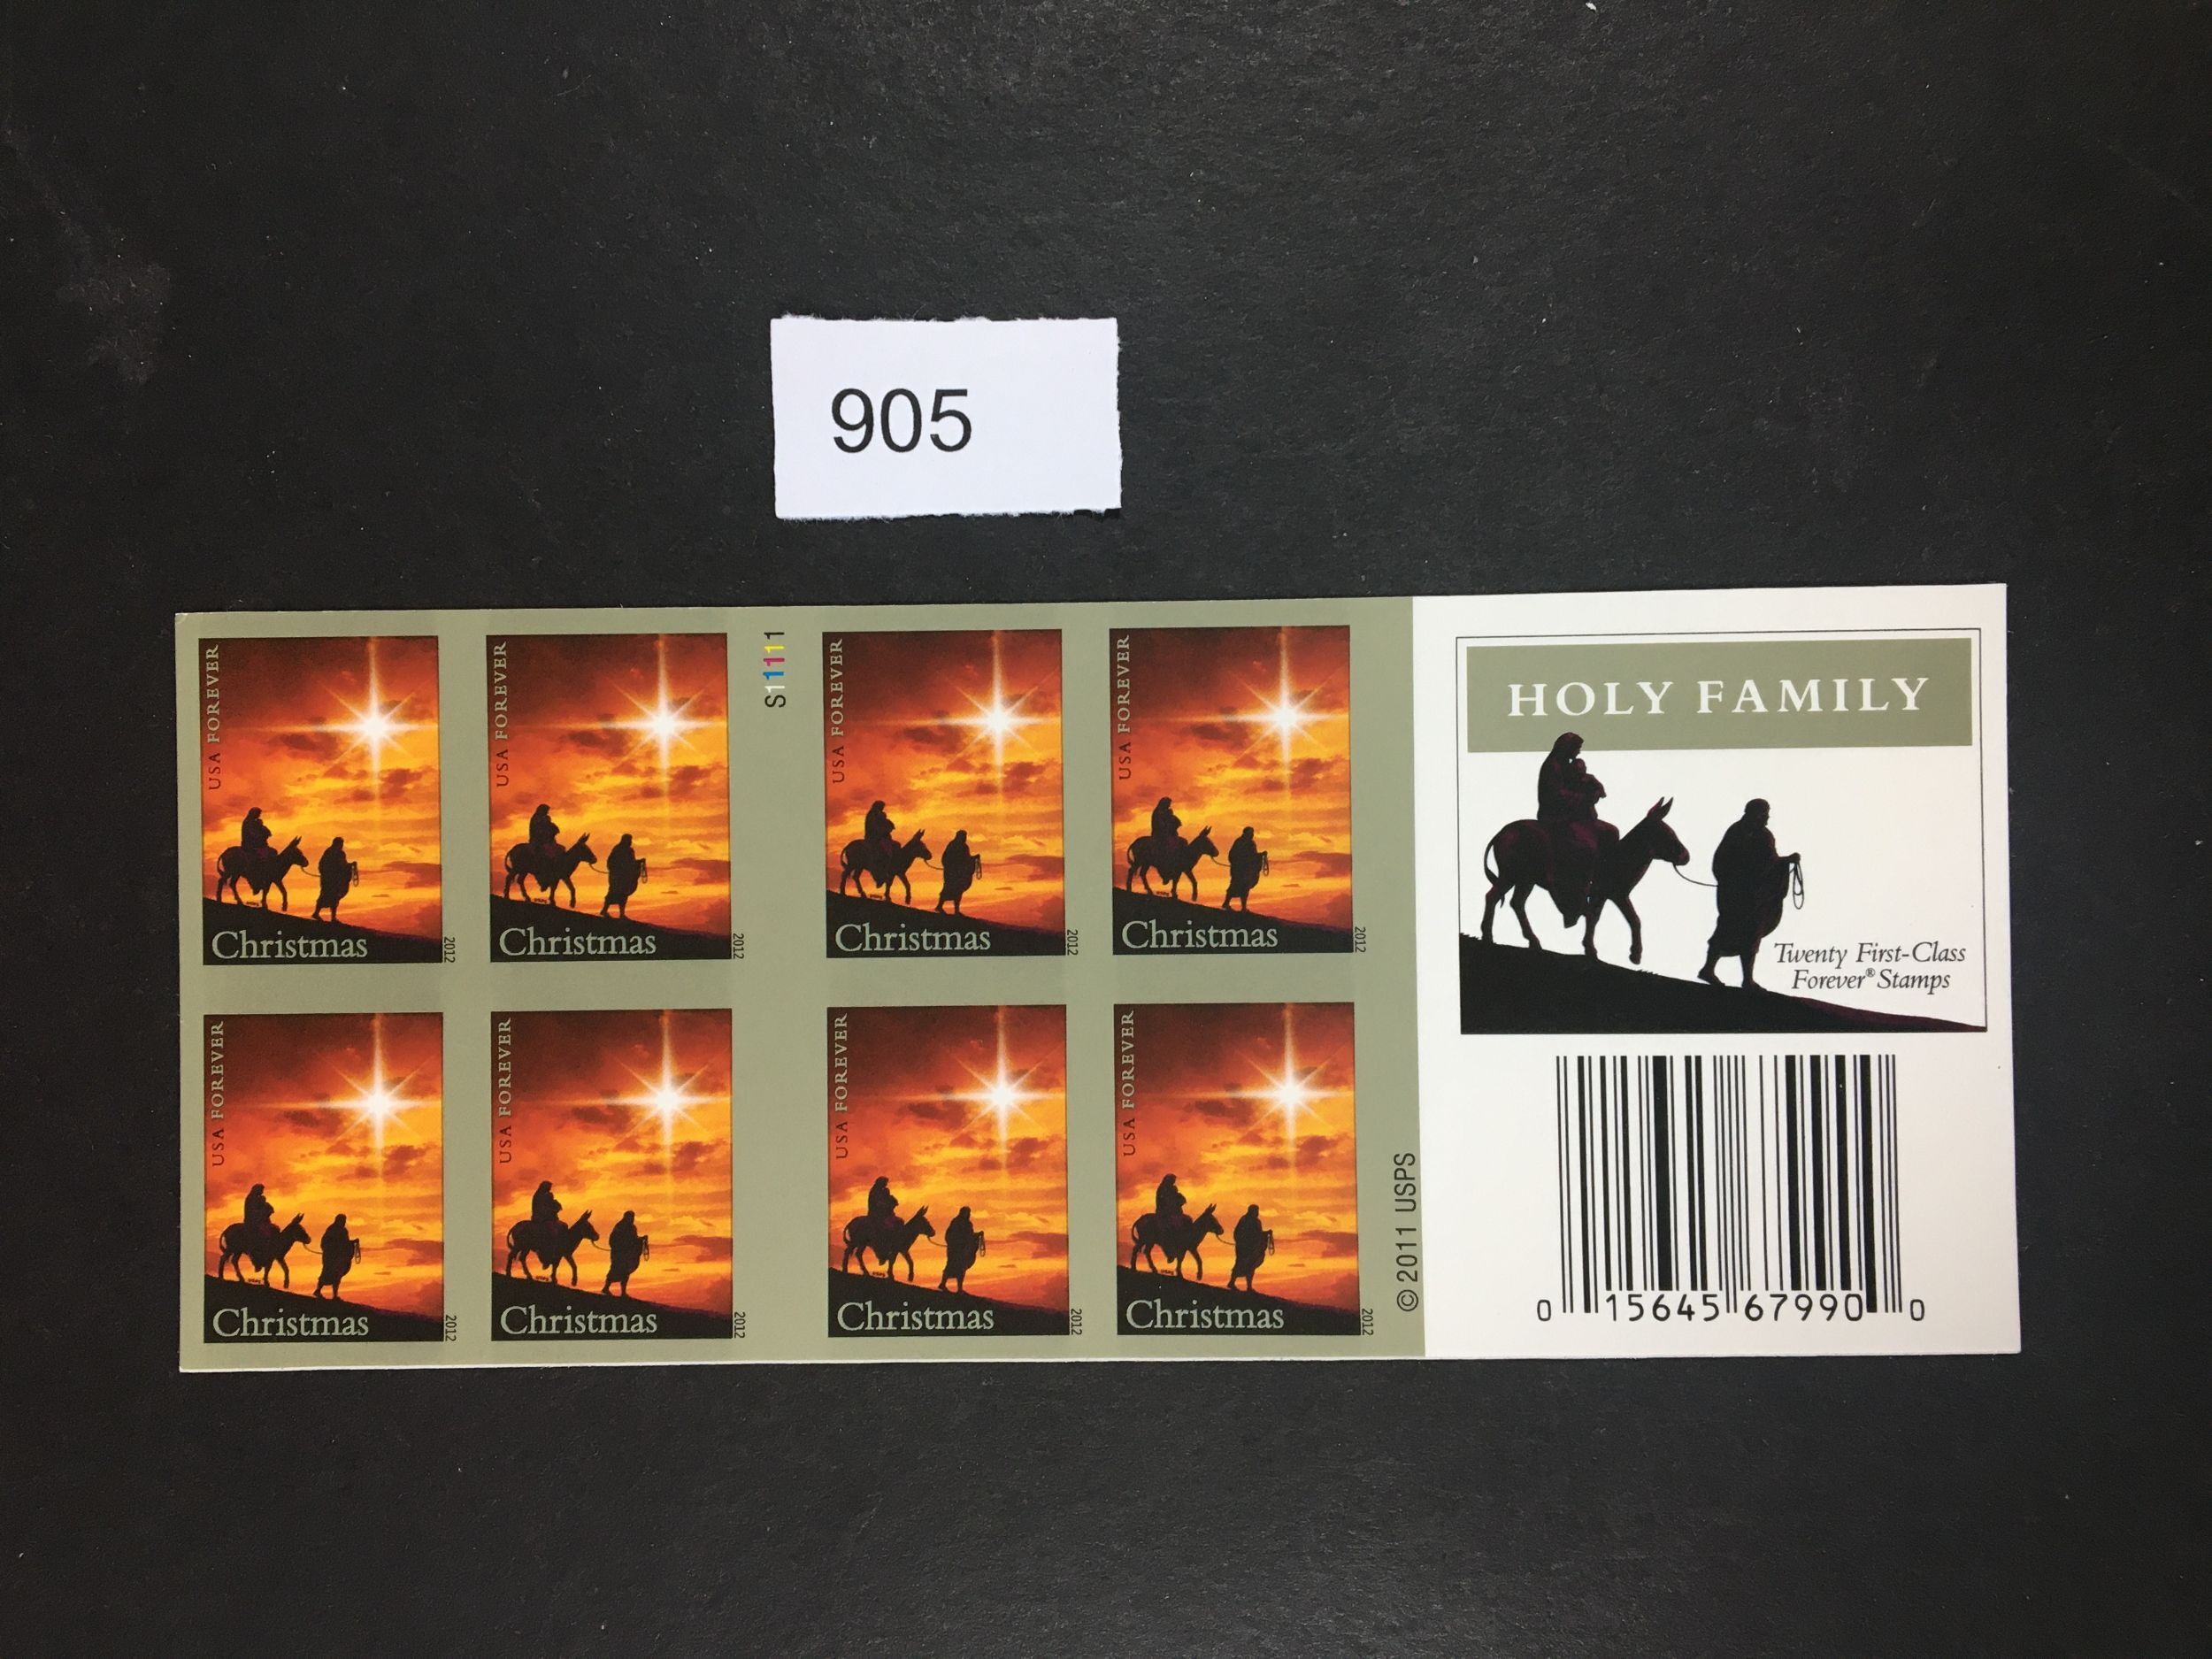 905
USA FOREVER
Christmas
2012
USA FOREVER
Christmas
2012
S11111
USA FOREVER
Christmas
2012
USA FOREVER
Christmas
2012
USA FOREVER
Christmas
2012
USA FOREVER
Christmas
2012
USA FOREVER
Christmas
2012
USA FOREVER
Christmas
2012
© 2011 USPS
HOLY FAMILY
Twenty First-Class
Forever® Stamps
0 15645 67990 0